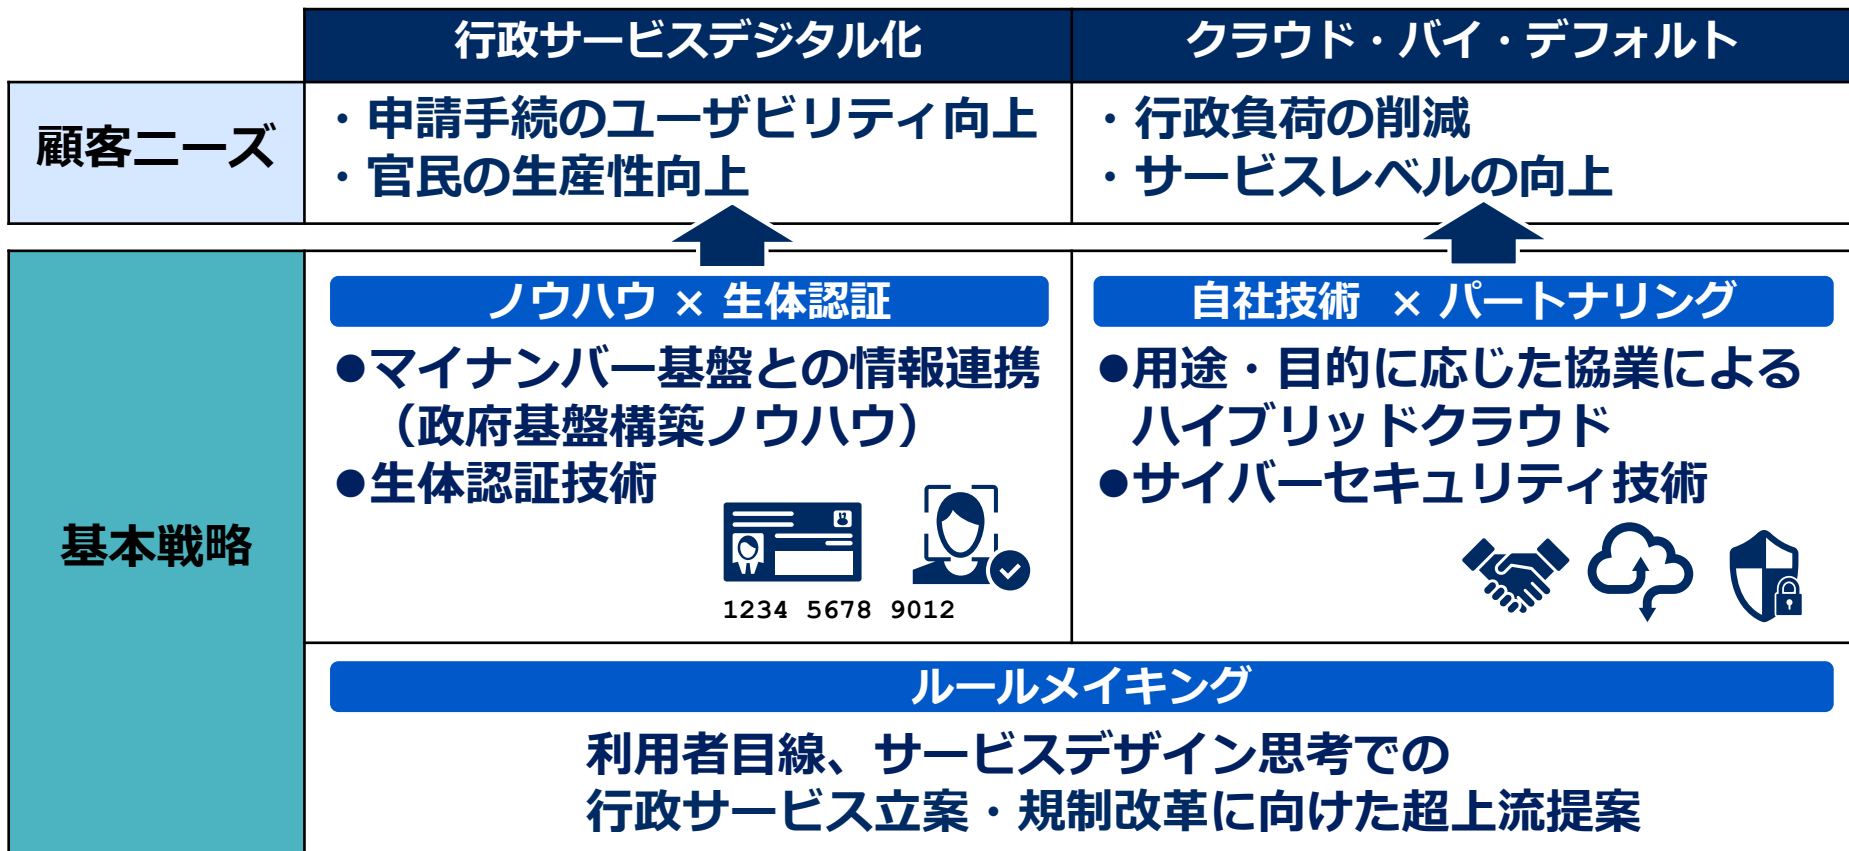 行政サービスデジタル化
クラウド・バイ・デフォルト
顧客ニーズ
・申請手続のユーザビリティ向上
・官民の生産性向上
・行政負荷の削減
・サービスレベルの向上
基本戦略
ノウハウ × 生体認証
●マイナンバー基盤との情報連携
（政府基盤構築ノウハウ）
●生体認証技術
1234 5678 9012
自社技術 × パートナリング
●用途・目的に応じた協業による
ハイブリッドクラウド
●サイバーセキュリティ技術
ルールメイキング
利用者目線、サービスデザイン思考での
行政サービス立案・規制改革に向けた超上流提案